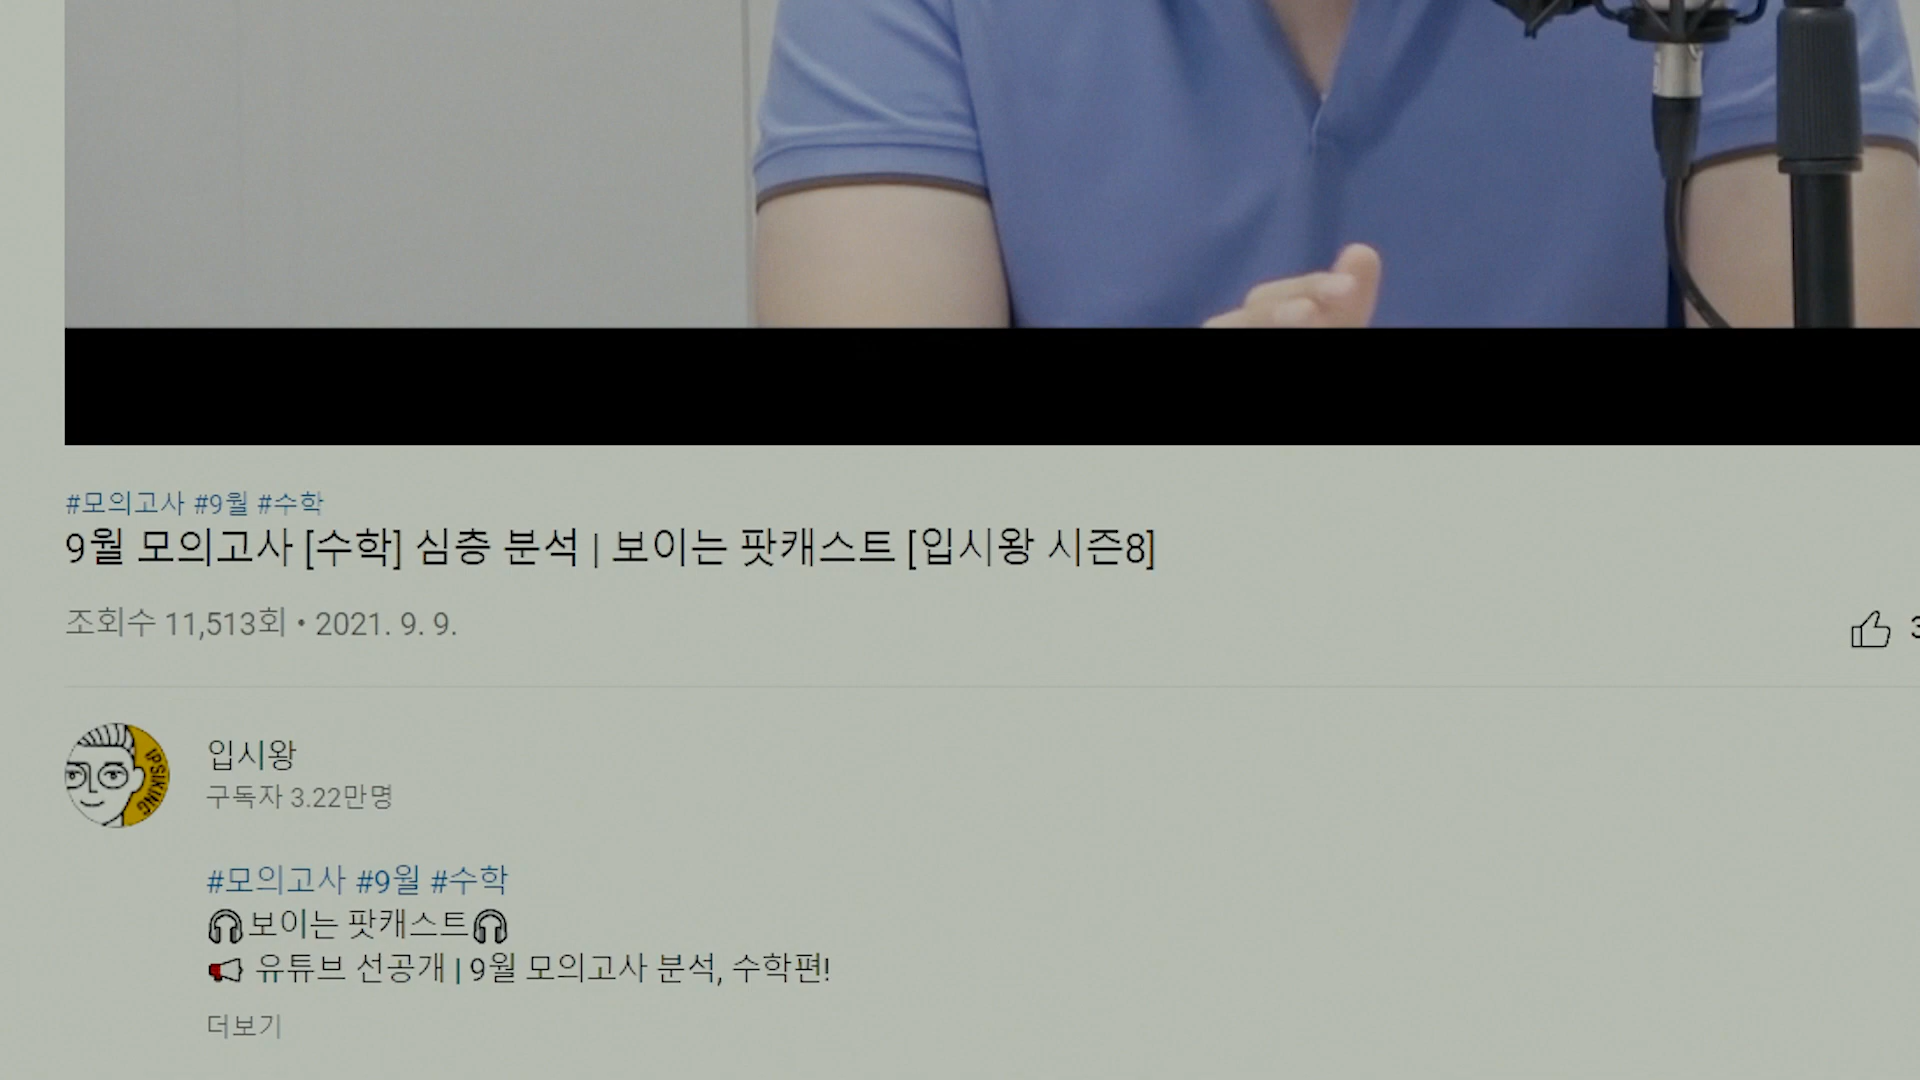 #모의고사 #9월 #수학
9월 모의고사 [수학] 심층 분석 | 보이는 팟캐스트 [입시왕 시즌8]
조회수 11,513회 • 2021. 9. 9.
3
IPSIKING
입시왕
구독자 3.22만명
#모의고사 #9월 #수학
🎧보이는 팟캐스트🎧
📢 유튜브 선공개 | 9월 모의고사 분석, 수학편!
더보기